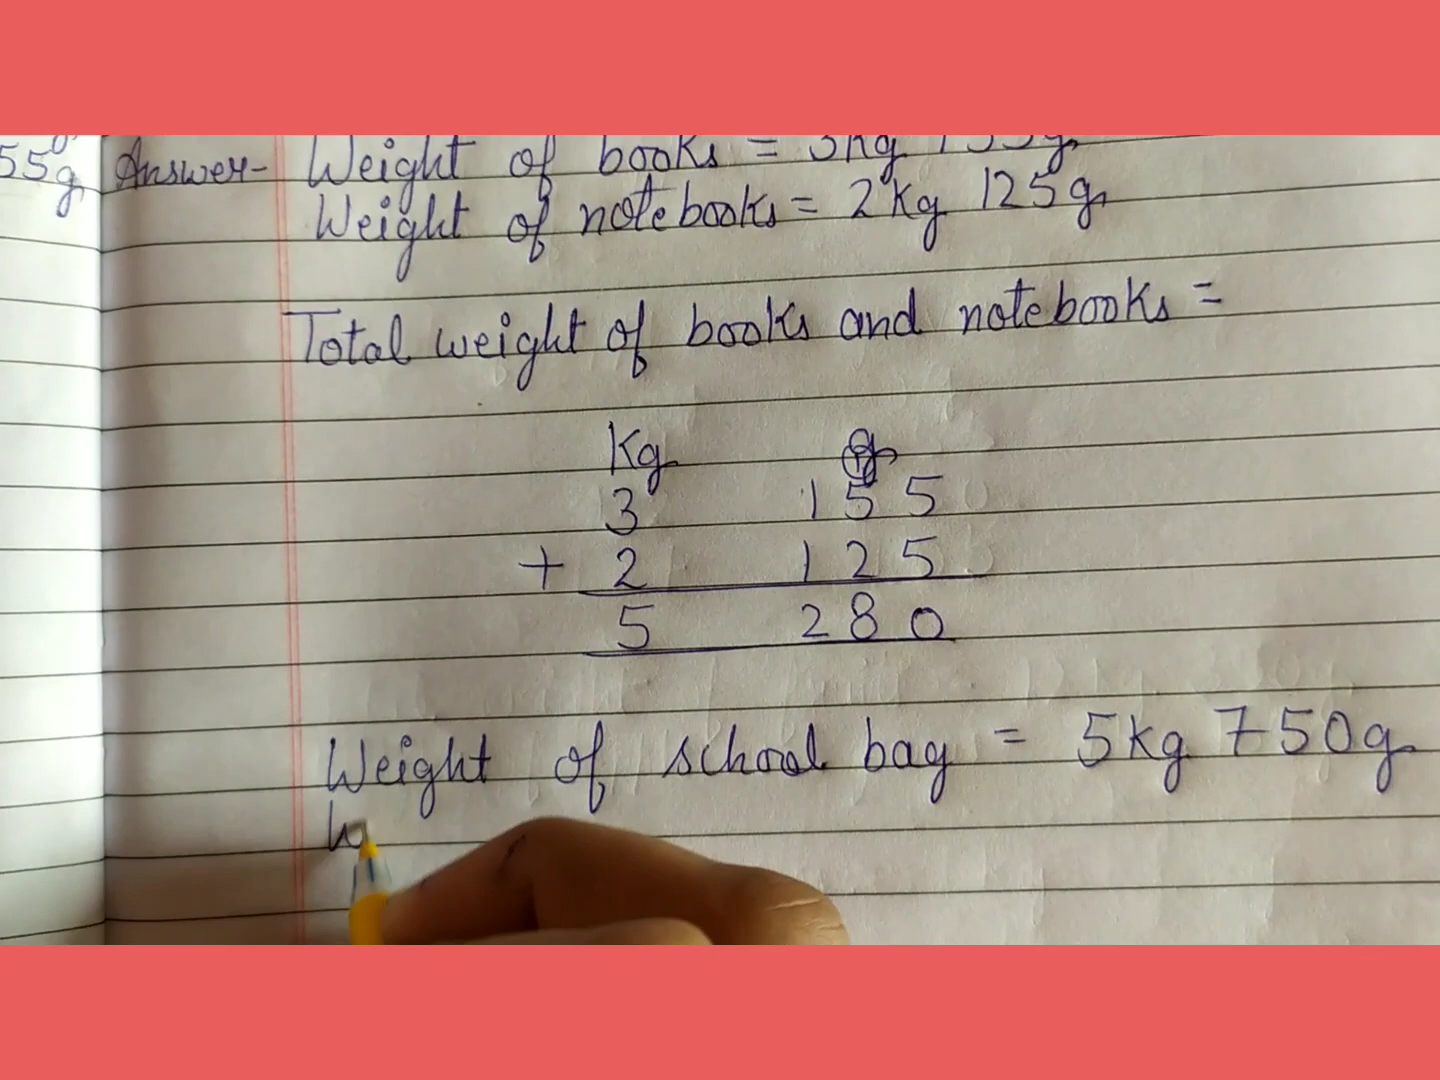 55g Answer- Weight of books = 3kg 155g
Weight of notebooks = 2kg 125g
Total weight of books and notebooks =
Kg g
3 155
+ 2 125
5 280
Weight of school bag = 5kg 750g
W